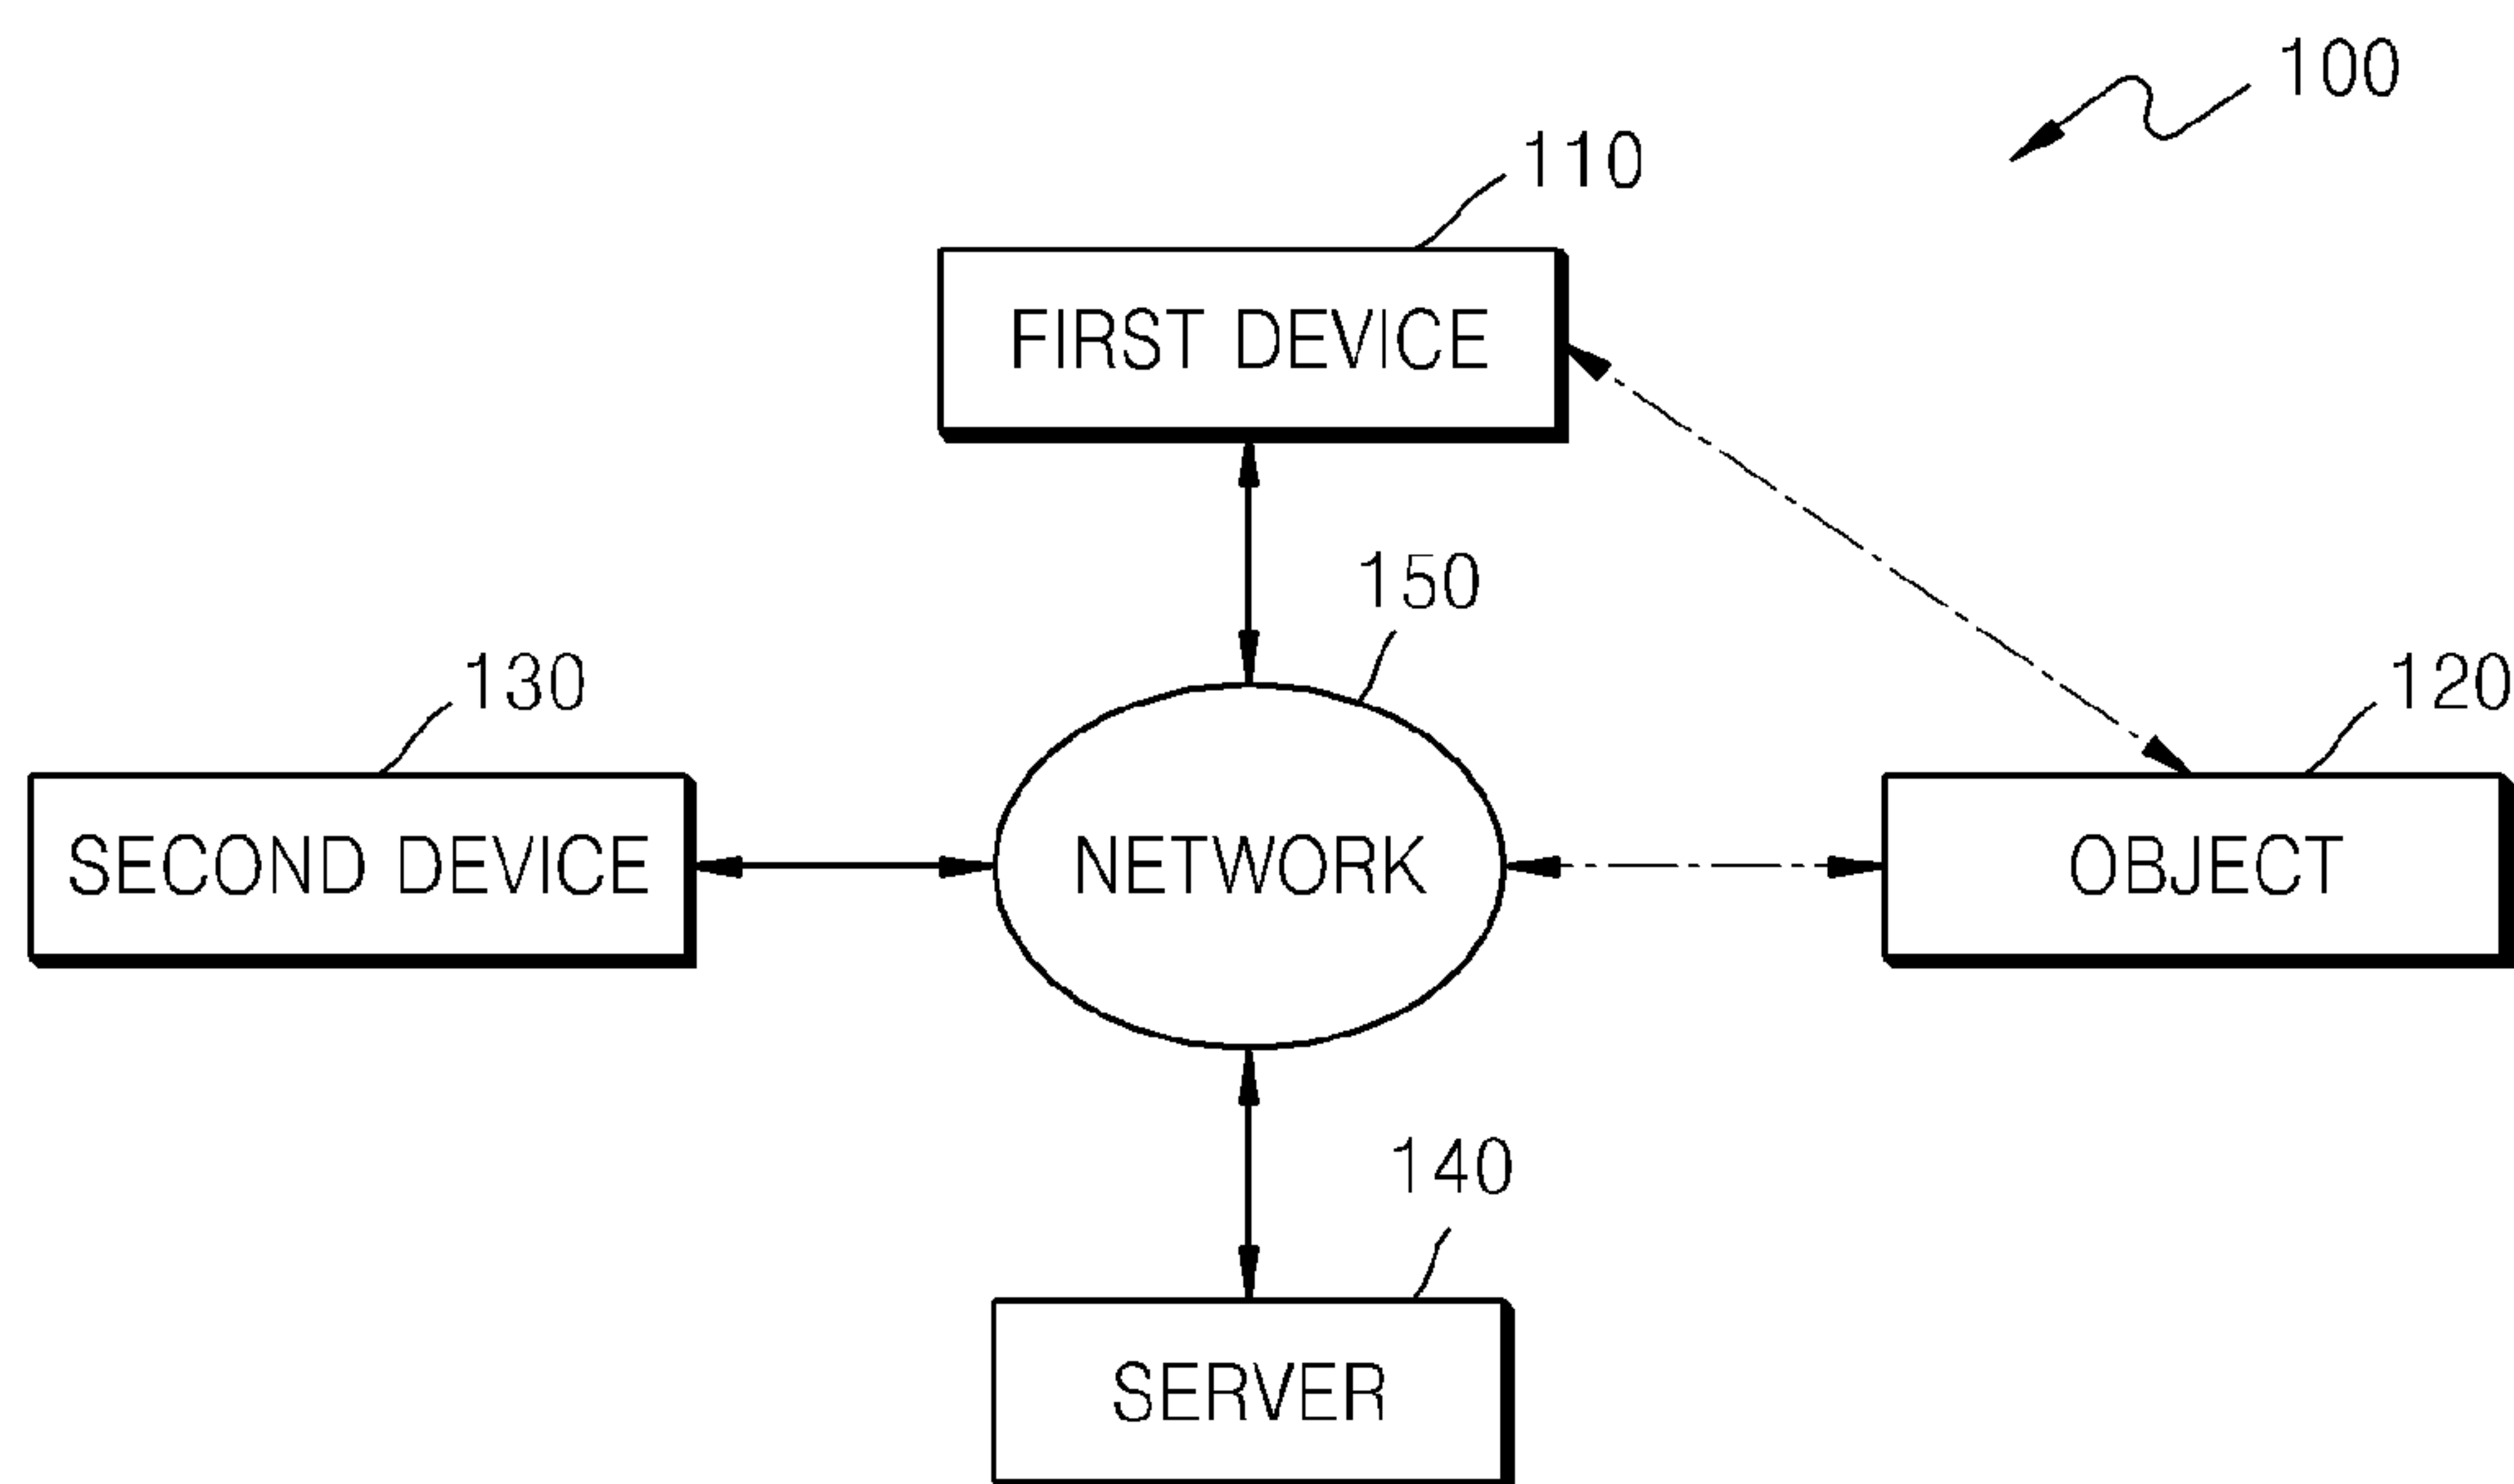 100
110
FIRST DEVICE
150
130
120
SECOND DEVICE
NETWORK
OBJECT
140
SERVER